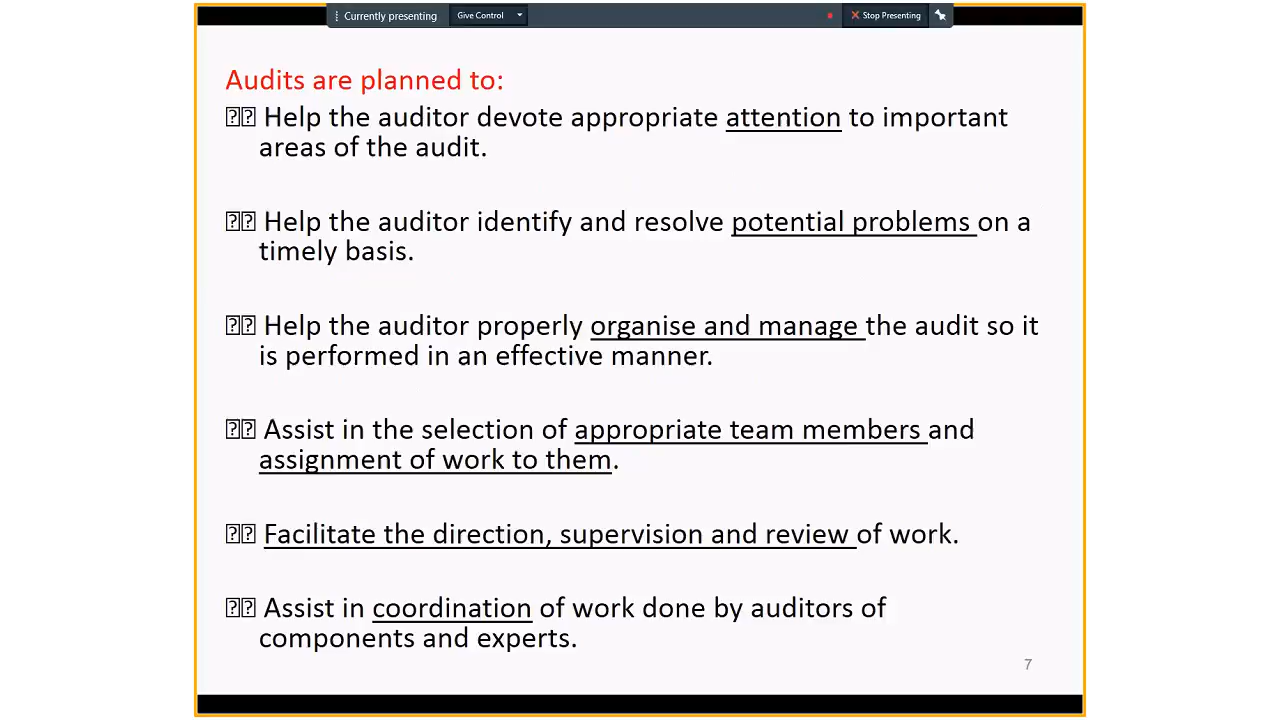 Currently presenting Give Control Stop Presenting
Audits are planned to:
Help the auditor devote appropriate attention to important
areas of the audit.
Help the auditor identify and resolve potential problems on a
timely basis.
Help the auditor properly organise and manage the audit so it
is performed in an effective manner.
Assist in the selection of appropriate team members and
assignment of work to them.
Facilitate the direction, supervision and review of work.
Assist in coordination of work done by auditors of
components and experts.
7